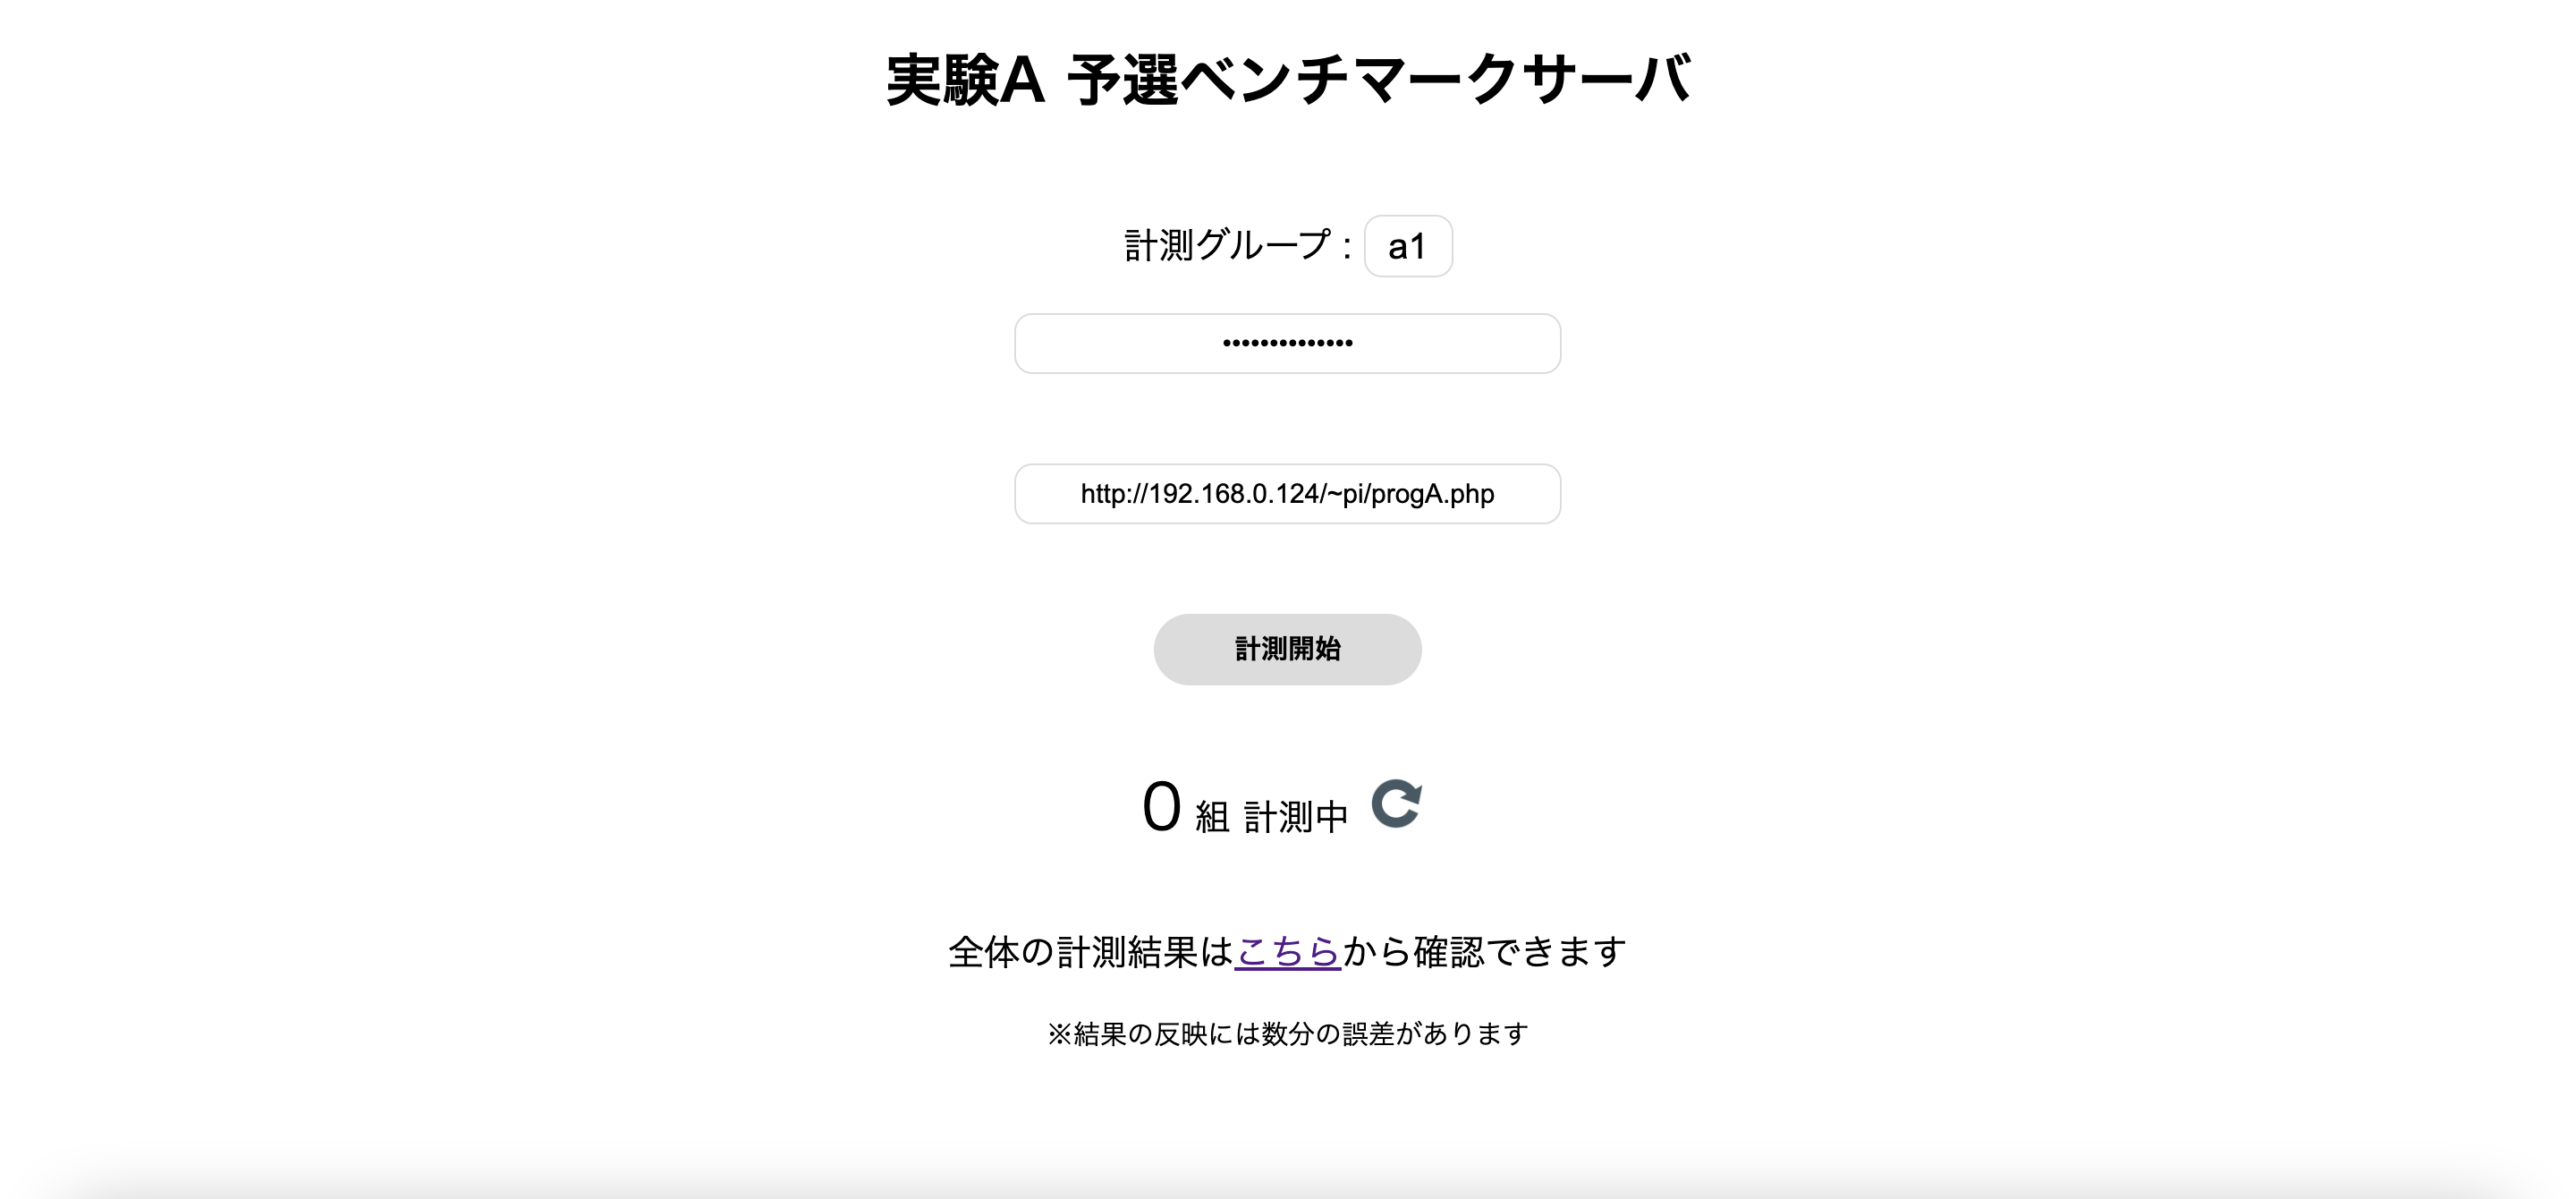 実験A 予選ベンチマークサーバ
計測グループ : a1
••••••••••••••
http://192.168.0.124/~pi/progA.php
計測開始
0 組 計測中
全体の計測結果はこちらから確認できます
※結果の反映には数分の誤差があります